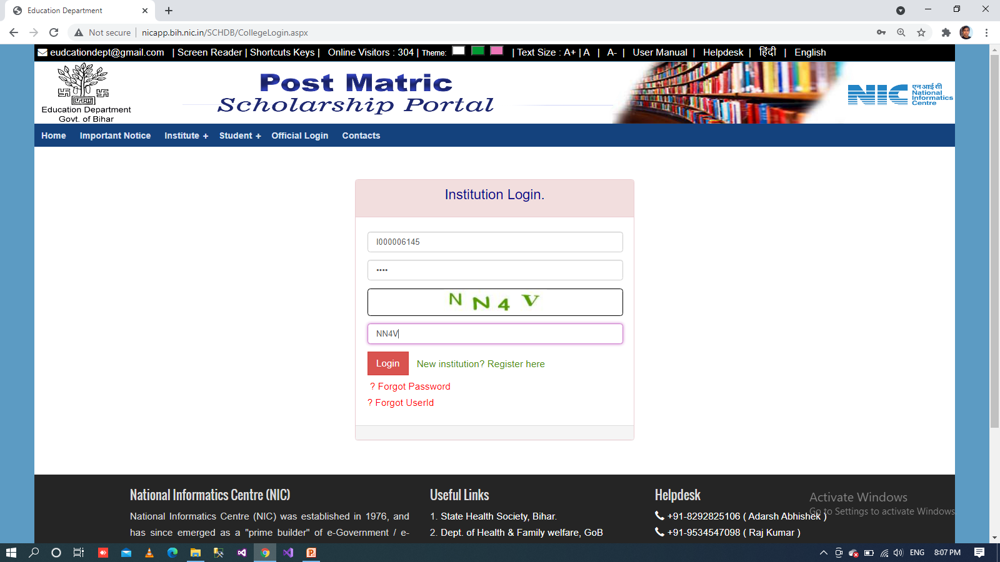 Education Department
Not secure
nicapp.bih.nic.in/SCHDB/CollegeLogin.aspx
eudcationdept@gmail.com | Screen Reader | Shortcuts Keys | Online Visitors : 304 | Theme: | Text Size : A+ | A | A- | User Manual | Helpdesk | हिंदी | English
Education Department
Govt. of Bihar
Post Matric
Scholarship Portal
NIC
एन आई सी
National
Informatics
Centre
Home Important Notice Institute + Student + Official Login Contacts
Institution Login.
I000006145
••••
N N 4 V
NN4V
Login New institution? Register here
? Forgot Password
? Forgot UserId
National Informatics Centre (NIC)
National Informatics Centre (NIC) was established in 1976, and
has since emerged as a "prime builder" of e-Government / e-
Useful Links
1. State Health Society, Bihar.
2. Dept. of Health & Family welfare, GoB
Helpdesk
+91-8292825106 ( Adarsh Abhishek )
+91-9534547098 ( Raj Kumar )
Activate Windows
Go to Settings to activate Windows
ENG 8:07 PM